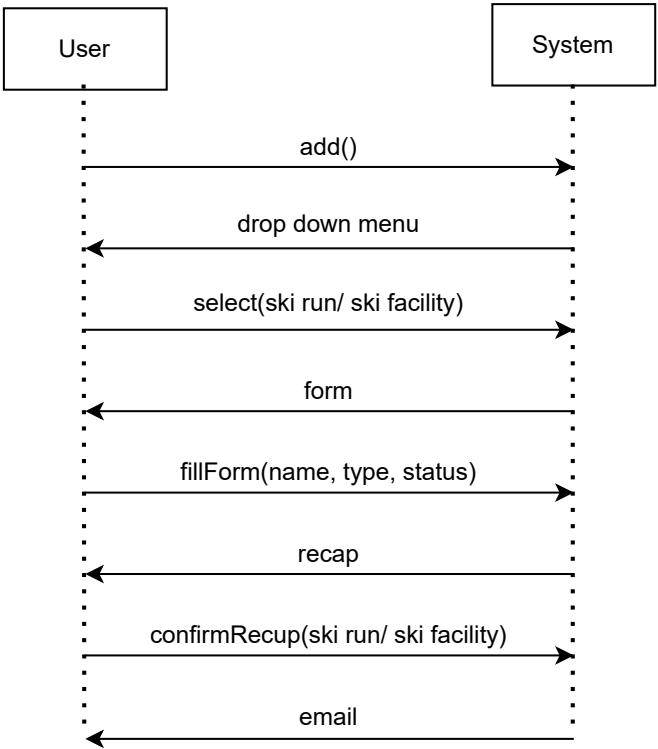 User
System
add()
drop down menu
select(ski run/ ski facility)
form
fillForm(name, type, status)
recap
confirmRecup(ski run/ ski facility)
email